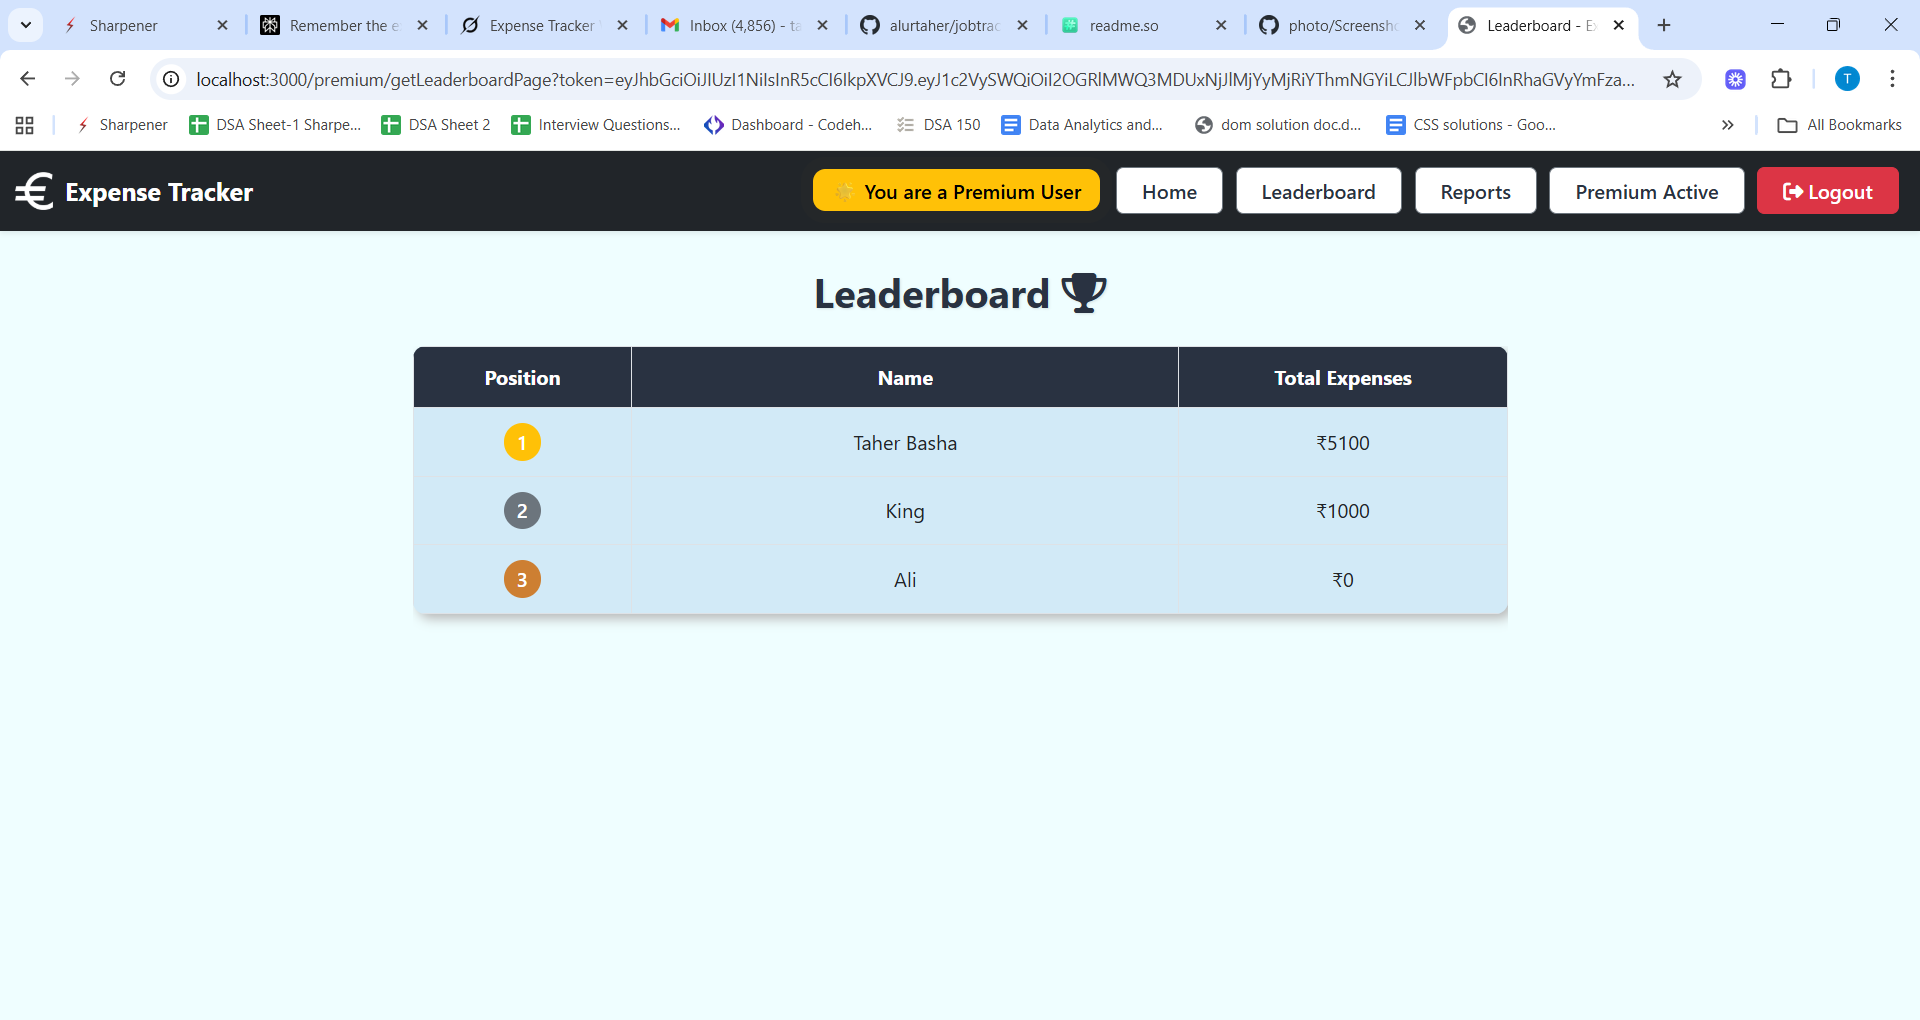 Sharpener
Remember the e
Expense Tracker
Inbox (4,856) - ta
alurtaher/jobtrac
readme.so
photo/Screensho
Leaderboard - Ex
localhost:3000/premium/getLeaderboardPage?token=eyJhbGciOiJIUzI1NiIsInR5cCI6IkpXVCJ9.eyJ1c2VySWQiOiI2OGRlMWQ3MDUxNjJlMjYyMjRiYThmNGYiLCJlbWFpbCI6InRhaGVyYmFza...
T
Sharpener
DSA Sheet-1 Sharpe...
DSA Sheet 2
Interview Questions...
Dashboard - Codeh...
DSA 150
Data Analytics and...
dom solution doc.d...
CSS solutions - Goo...
All Bookmarks
Expense Tracker
You are a Premium User
Home
Leaderboard
Reports
Premium Active
Logout
Leaderboard
Position Name Total Expenses
1 Taher Basha ₹5100
2 King ₹1000
3 Ali ₹0